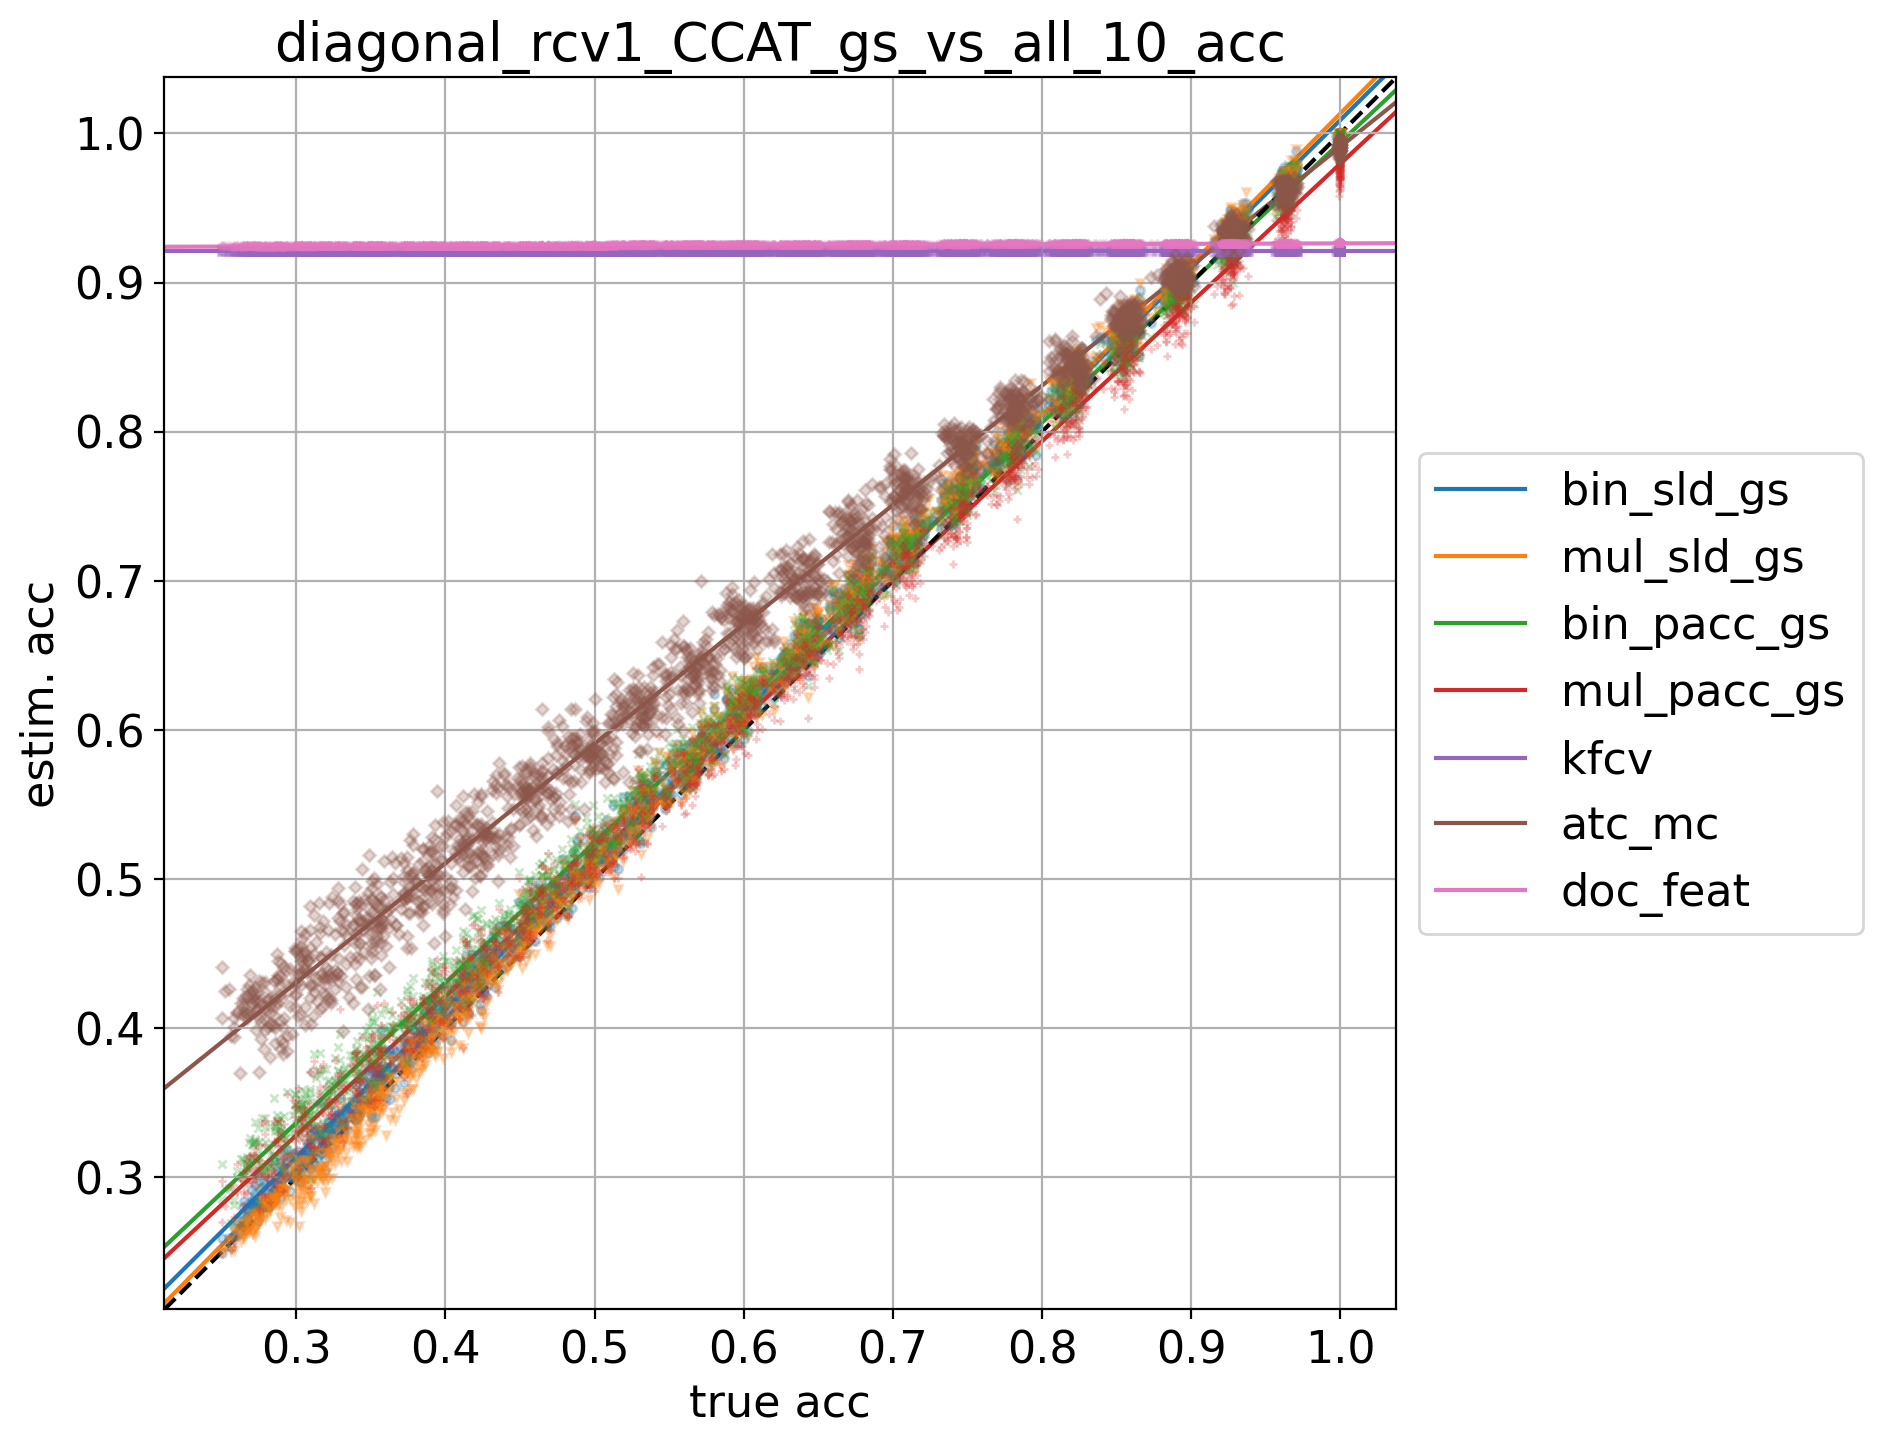 diagonal_rcv1_CCAT_gs_vs_all_10_acc
estim. acc
1.0
0.9
0.8
0.7
0.6
0.5
0.4
0.3
0.3 0.4 0.5 0.6 0.7 0.8 0.9 1.0
true acc
bin_sld_gs
mul_sld_gs
bin_pacc_gs
mul_pacc_gs
kfcv
atc_mc
doc_feat